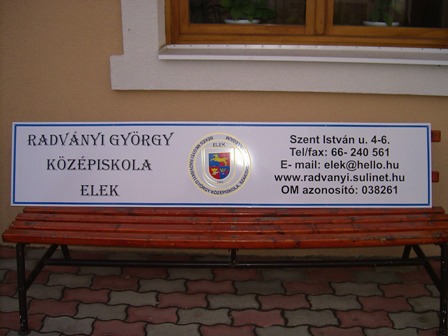 RADVÁNYI GYÖRGY
KÖZÉPISKOLA
ELEK
ELEK
Szent István u. 4-6.
Tel/fax: 66- 240 561
E- mail: elek@hello.hu
www.radvanyi.sulinet.hu
OM azonosító: 038261